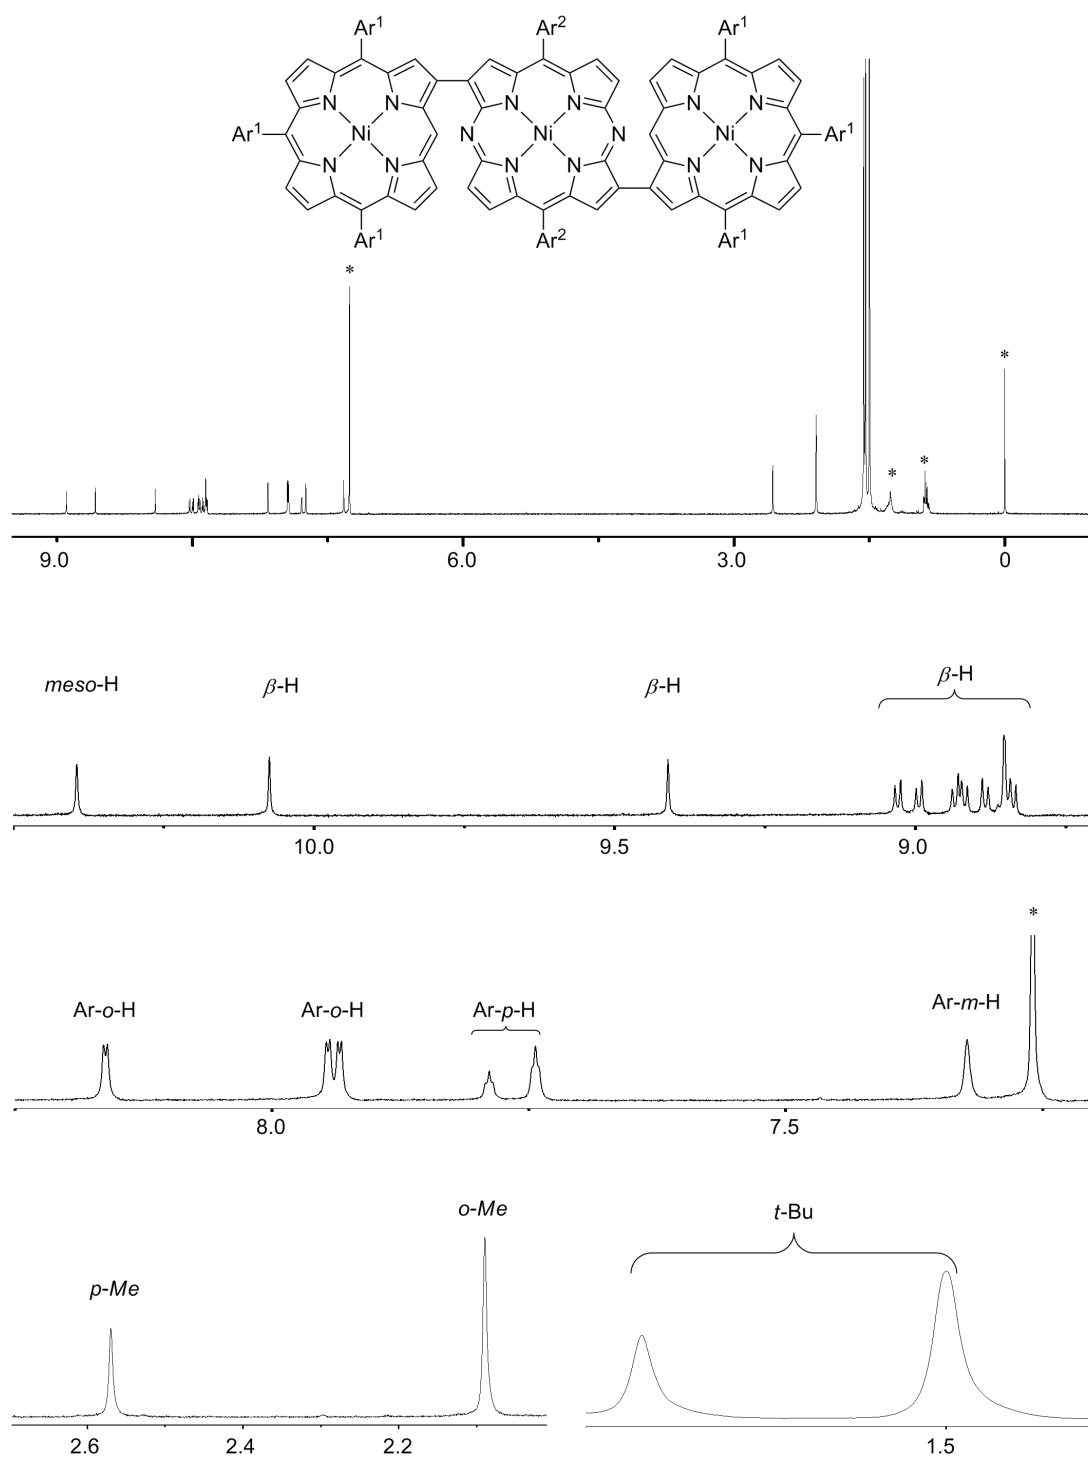 Ar1 Ar2 Ar1
N N N N N N
Ar1 Ni N Ni N Ni Ar1
N N N N N N
Ar1 Ar2 Ar1
*
*
* *
9.0 6.0 3.0 0
meso-H β-H β-H β-H
10.0 9.5 9.0
*
Ar-o-H Ar-o-H Ar-p-H Ar-m-H
8.0 7.5
p-Me o-Me t-Bu
2.6 2.4 2.2 1.5